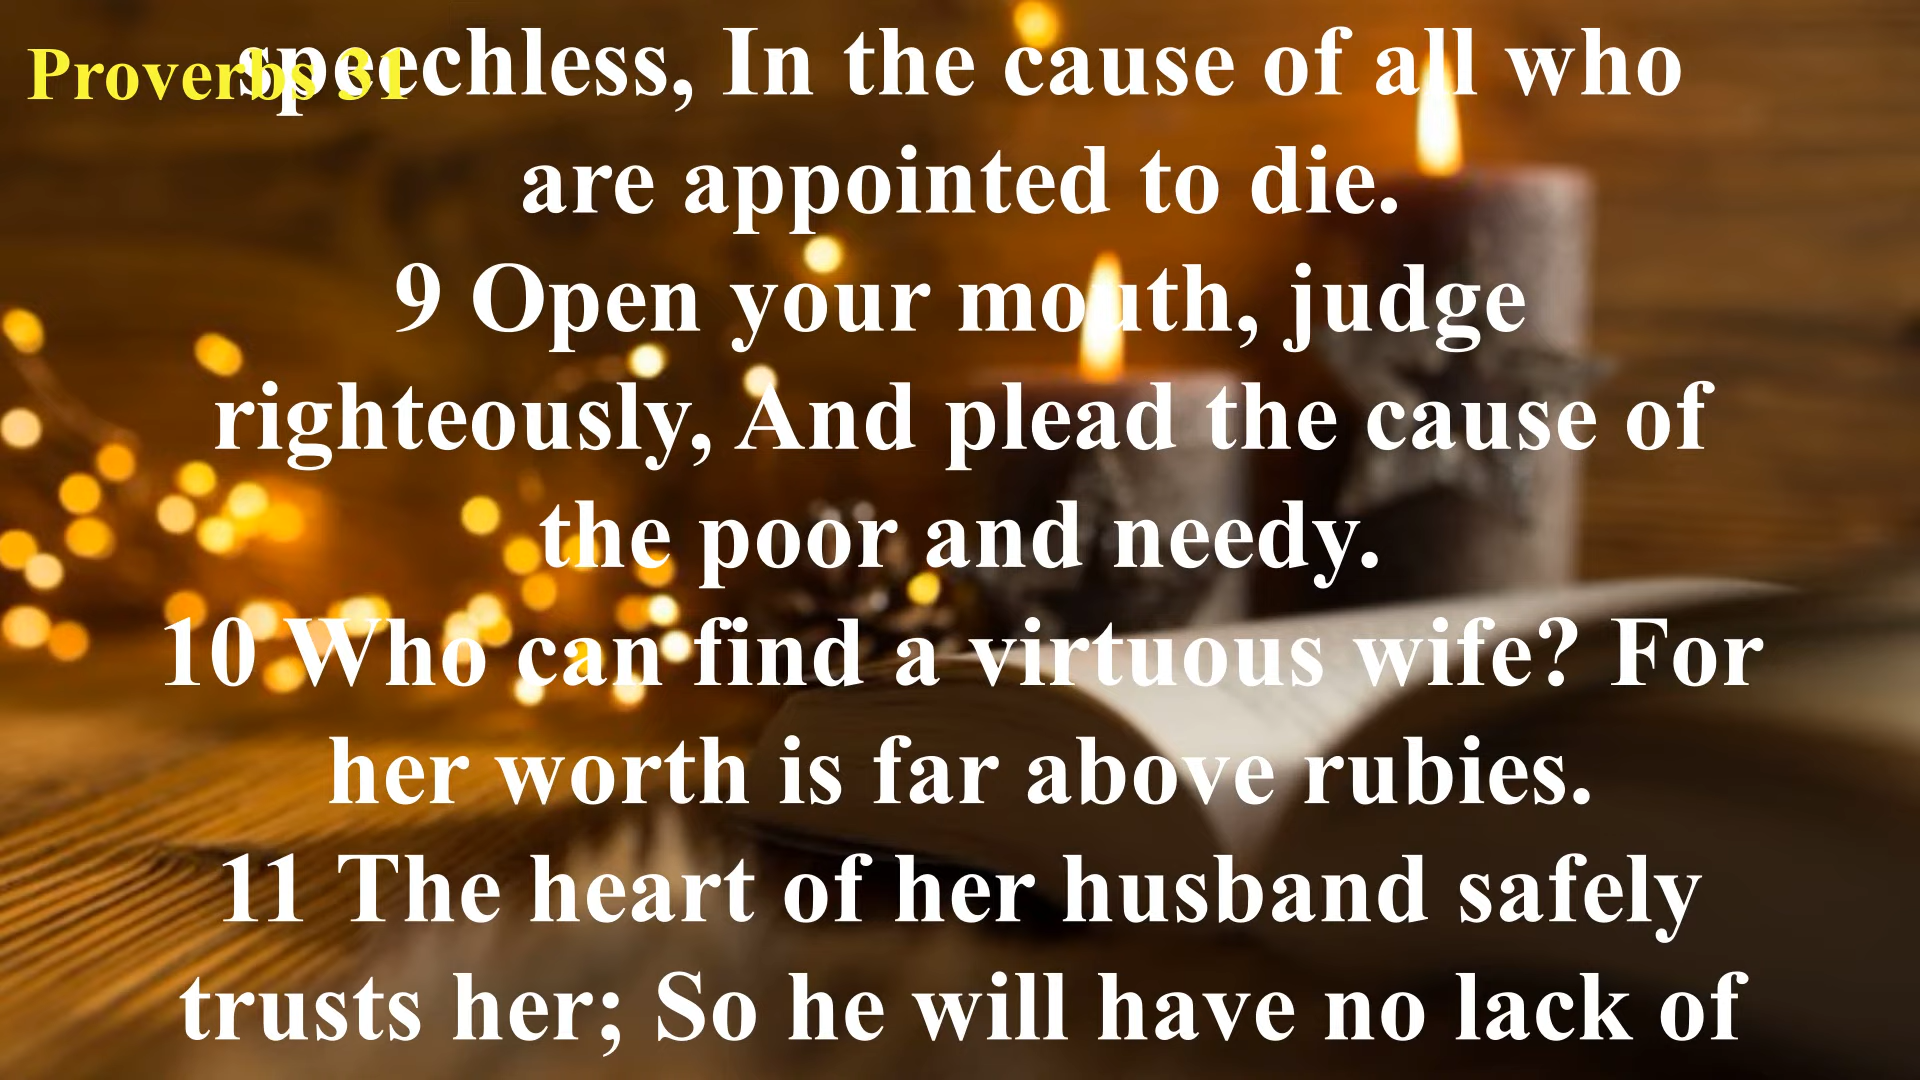 Proverbs 31
speechless, In the cause of all who
are appointed to die.
9 Open your mouth, judge
righteously, And plead the cause of
the poor and needy.
10 Who can find a virtuous wife? For
her worth is far above rubies.
11 The heart of her husband safely
trusts her; So he will have no lack of